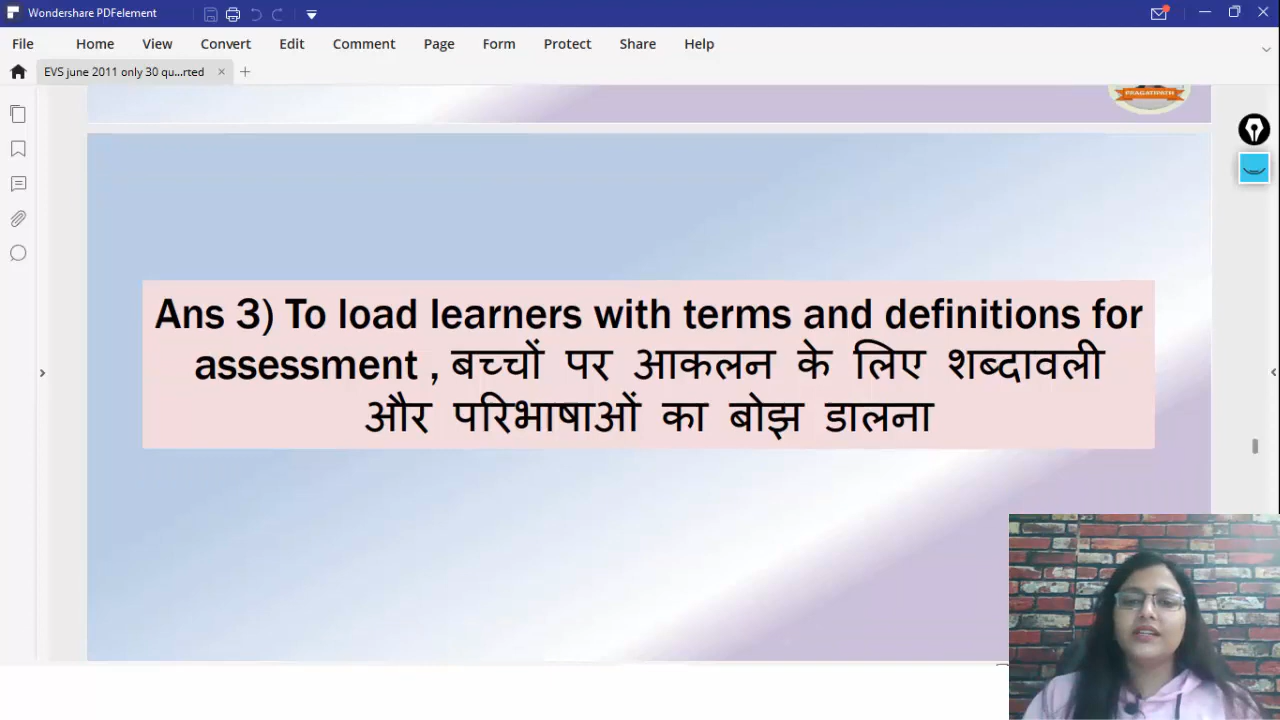 Wondershare PDFelement
File Home View Convert Edit Comment Page Form Protect Share Help
EVS june 2011 only 30 qu...rted
PRAGATIPATH
Ans 3) To load learners with terms and definitions for
assessment , बच्चों पर आकलन के लिए शब्दावली
और परिभाषाओं का बोझ डालना